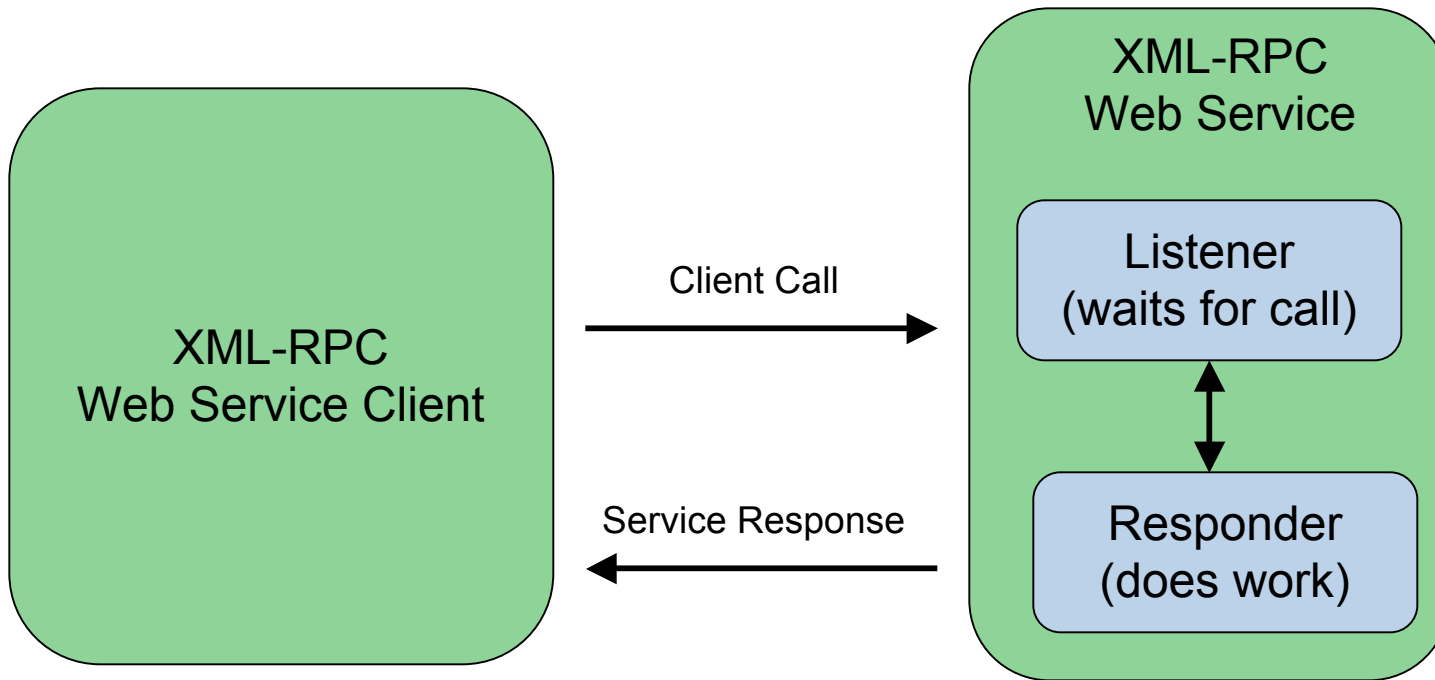 XML-RPC
Web Service Client
Client Call
Service Response
XML-RPC
Web Service
Listener
(waits for call)
Responder
(does work)